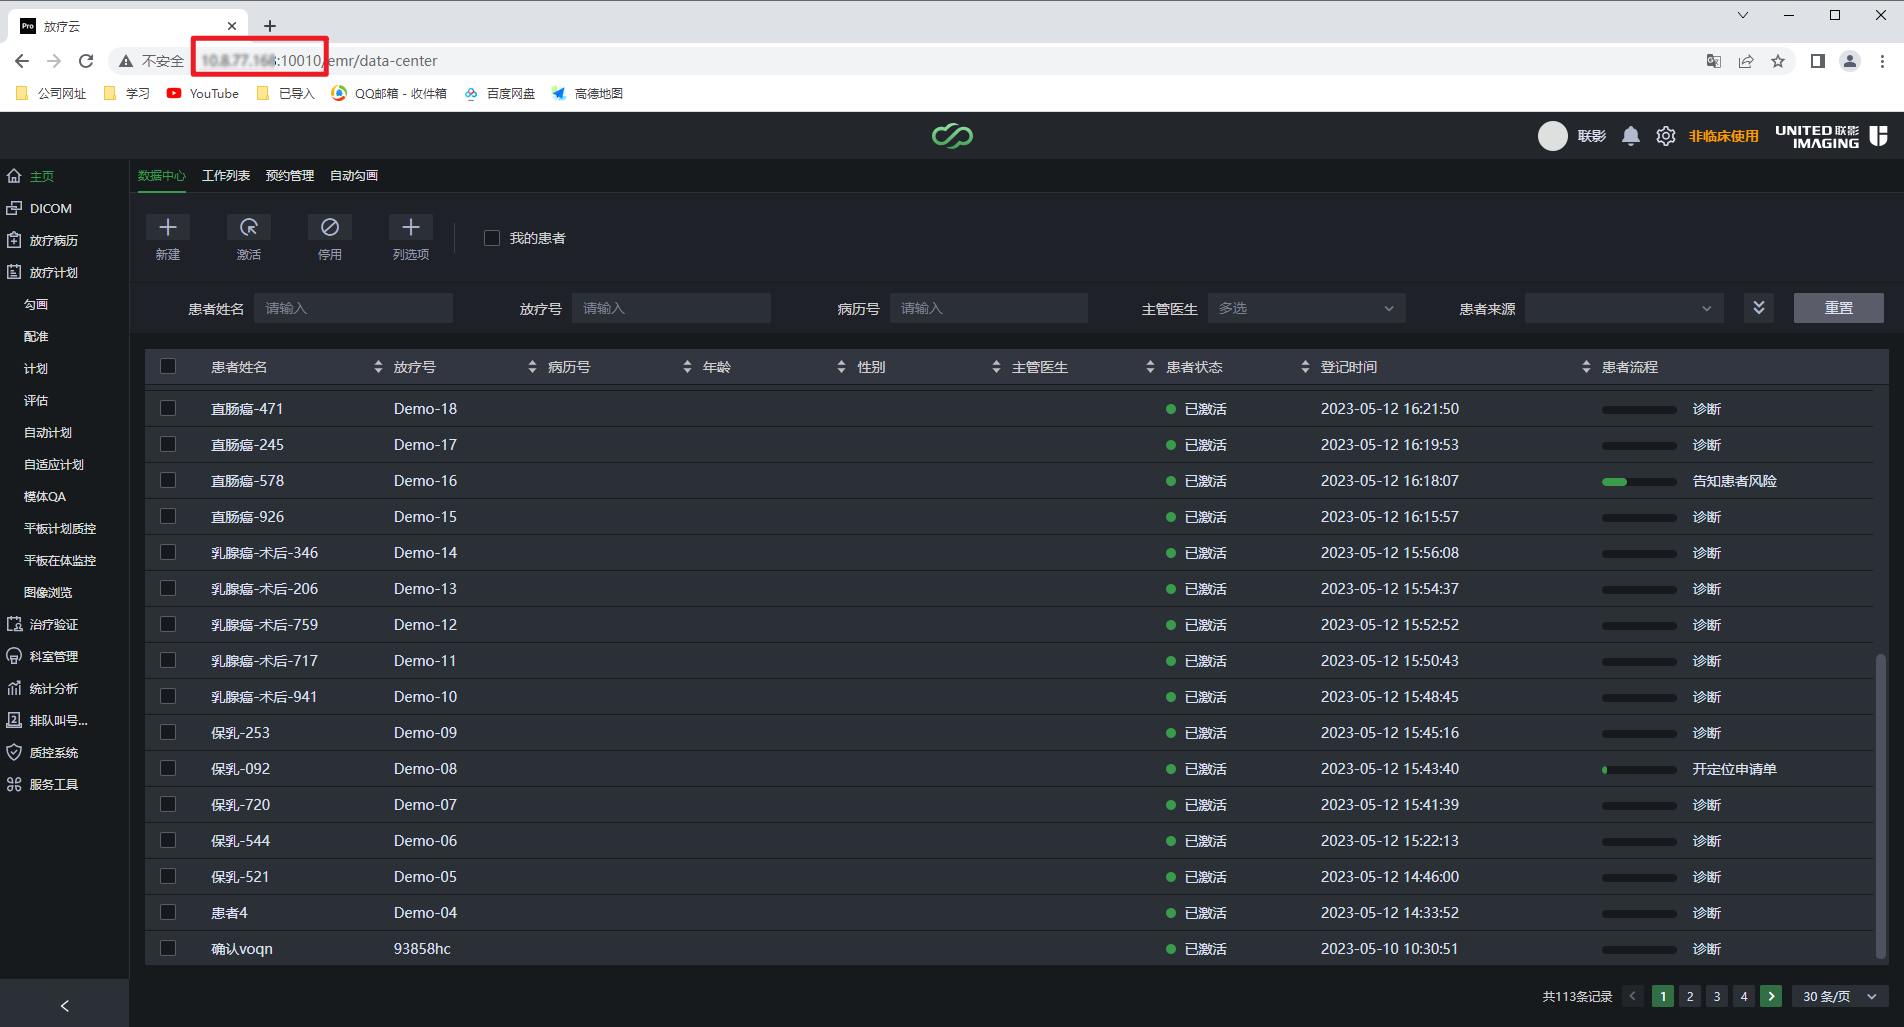 Pro 放疗云
不安全 :10010/emr/data-center
公司网址 学习 YouTube 已导入 QQ邮箱 - 收件箱 百度网盘 高德地图
联影 非临床使用 UNITED 联影 IMAGING
主页
DICOM
放疗病历
放疗计划
勾画
配准
计划
评估
自动计划
自适应计划
模体QA
平板计划质控
平板在体监控
图像浏览
治疗验证
科室管理
统计分析
排队叫号...
质控系统
服务工具
数据中心 工作列表 预约管理 自动勾画
新建 激活 停用 列选项 我的患者
患者姓名 请输入 放疗号 请输入 病历号 请输入 主管医生 多选 患者来源 重置
患者姓名 放疗号 病历号 年龄 性别 主管医生 患者状态 登记时间 患者流程
直肠癌-471 Demo-18 已激活 2023-05-12 16:21:50 诊断
直肠癌-245 Demo-17 已激活 2023-05-12 16:19:53 诊断
直肠癌-578 Demo-16 已激活 2023-05-12 16:18:07 告知患者风险
直肠癌-926 Demo-15 已激活 2023-05-12 16:15:57 诊断
乳腺癌-术后-346 Demo-14 已激活 2023-05-12 15:56:08 诊断
乳腺癌-术后-206 Demo-13 已激活 2023-05-12 15:54:37 诊断
乳腺癌-术后-759 Demo-12 已激活 2023-05-12 15:52:52 诊断
乳腺癌-术后-717 Demo-11 已激活 2023-05-12 15:50:43 诊断
乳腺癌-术后-941 Demo-10 已激活 2023-05-12 15:48:45 诊断
保乳-253 Demo-09 已激活 2023-05-12 15:45:16 诊断
保乳-092 Demo-08 已激活 2023-05-12 15:43:40 开定位申请单
保乳-720 Demo-07 已激活 2023-05-12 15:41:39 诊断
保乳-544 Demo-06 已激活 2023-05-12 15:22:13 诊断
保乳-521 Demo-05 已激活 2023-05-12 14:46:00 诊断
患者4 Demo-04 已激活 2023-05-12 14:33:52 诊断
确认voqn 93858hc 已激活 2023-05-10 10:30:51 诊断
共113条记录 1 2 3 4 30 条/页